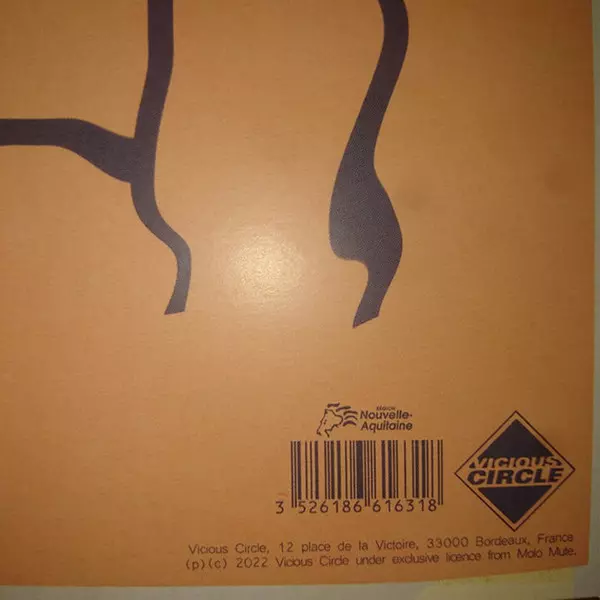 RÉGION
Nouvelle-
Aquitaine
VICIOUS
CIRCLE
3 526186 616318
Vicious Circle, 12 place de la Victoire, 33000 Bordeaux, France
(p)(c) 2022 Vicious Circle under exclusive licence from Molo Mute.